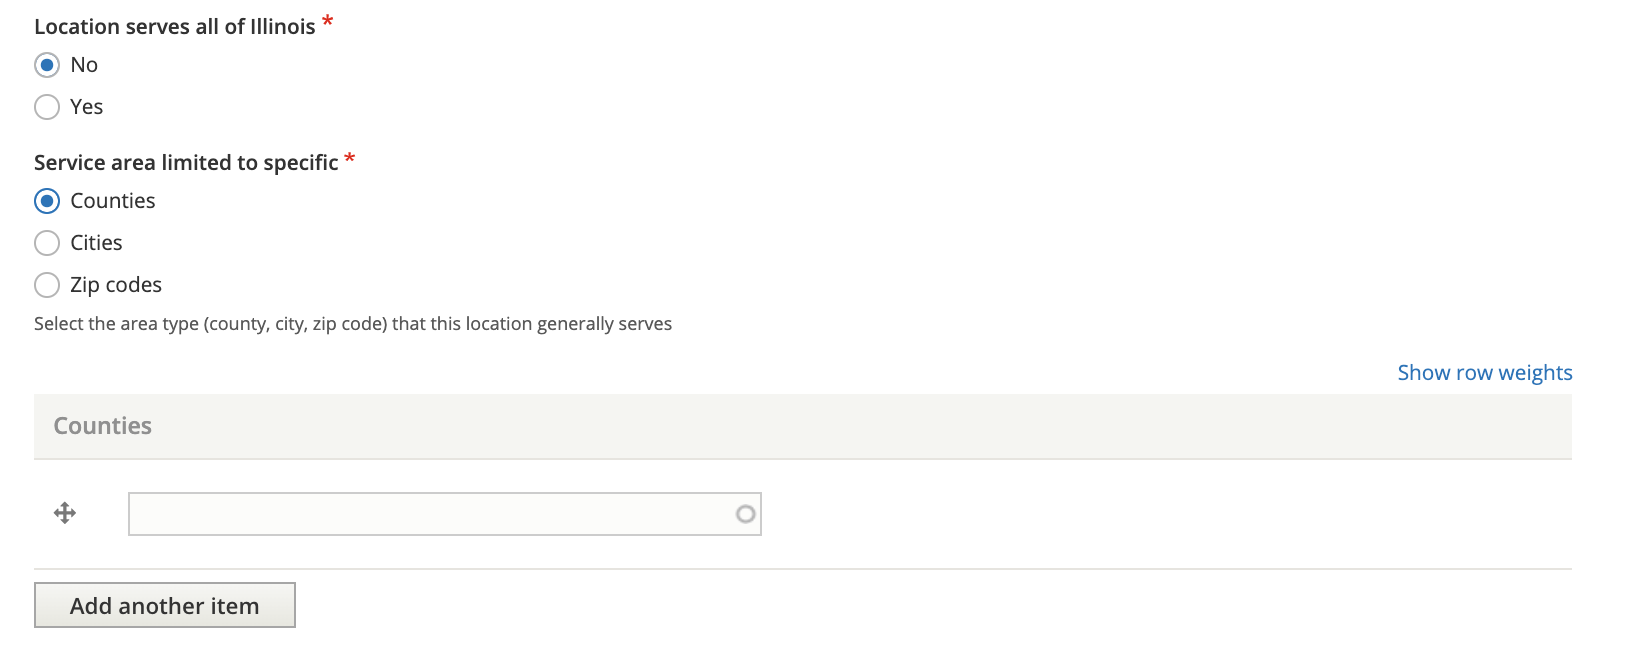 Location serves all of Illinois *
No
Yes
Service area limited to specific *
Counties
Cities
Zip codes
Select the area type (county, city, zip code) that this location generally serves
Show row weights
Counties
Add another item